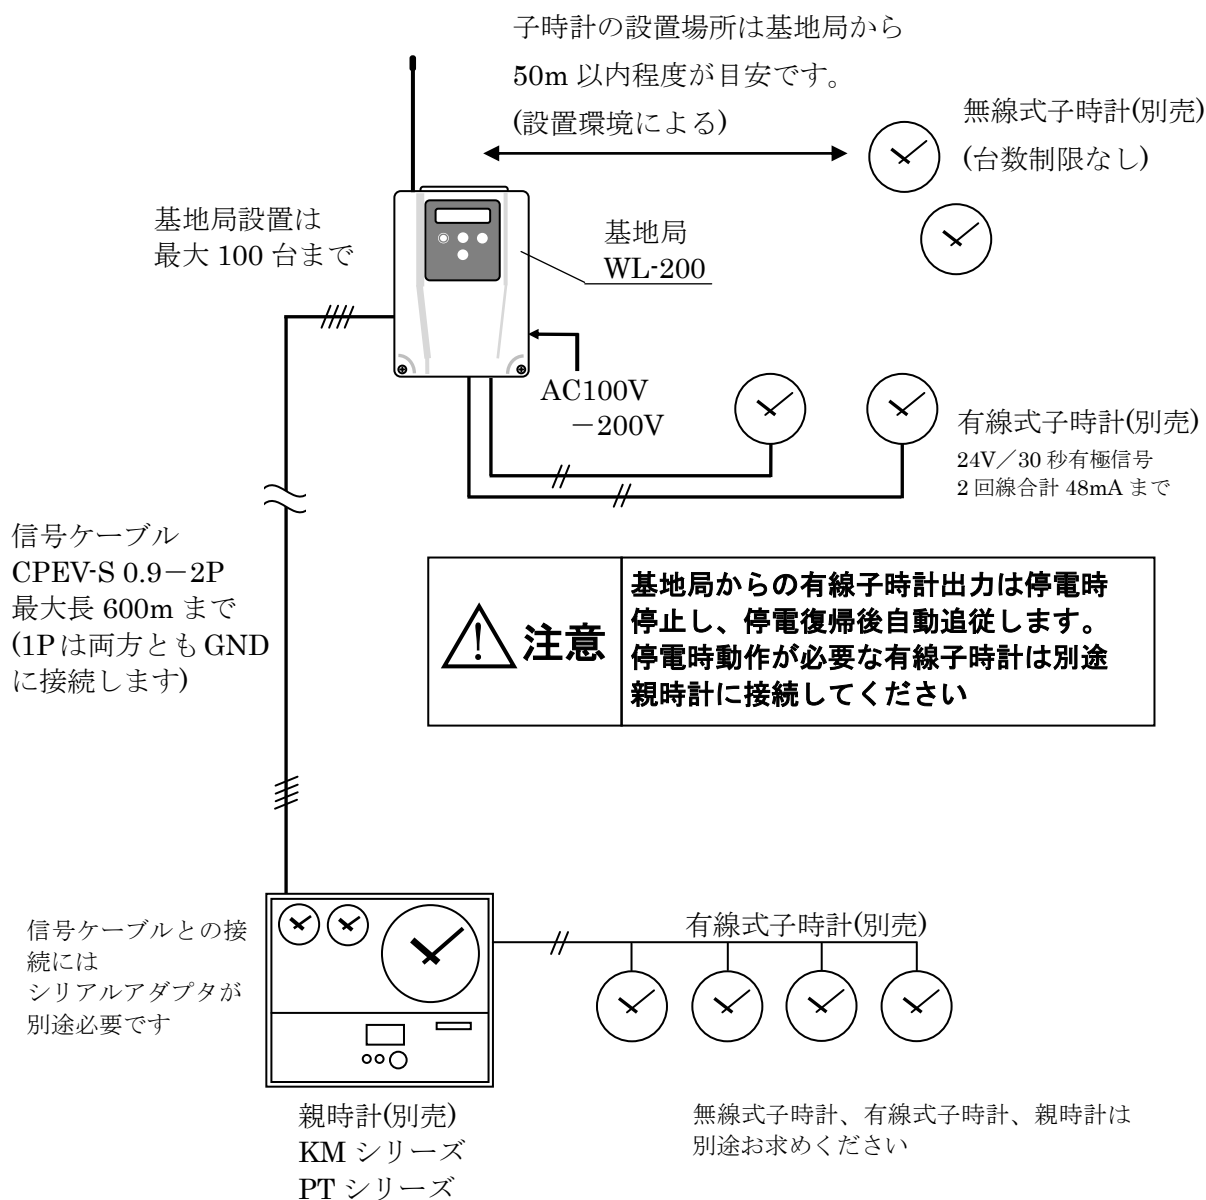 子時計の設置場所は基地局から
50m 以内程度が目安です。
(設置環境による)
無線式子時計(別売)
(台数制限なし)
基地局設置は
最大 100 台まで
基地局
WL-200
AC100V
－200V
有線式子時計(別売)
24V／30 秒有極信号
2 回線合計 48mA まで
信号ケーブル
CPEV-S 0.9－2P
最大長 600m まで
(1P は両方とも GND
に接続します)
注意
基地局からの有線子時計出力は停電時
停止し、停電復帰後自動追従します。
停電時動作が必要な有線子時計は別途
親時計に接続してください
信号ケーブルとの接
続には
シリアルアダプタが
別途必要です
有線式子時計(別売)
親時計(別売)
KM シリーズ
PT シリーズ
無線式子時計、有線式子時計、親時計は
別途お求めください